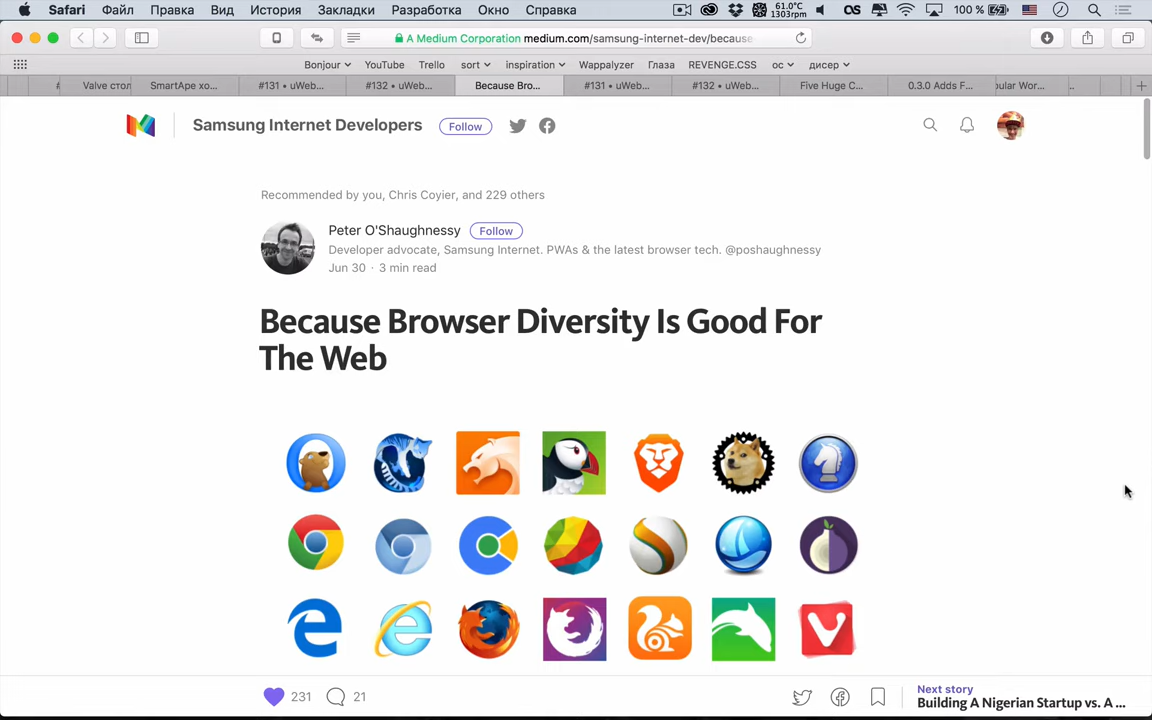 Safari Файл Правка Вид История Закладки Разработка Окно Справка 61.0°C 1303rpm 100 %
A Medium Corporation medium.com/samsung-internet-dev/because-
Bonjour YouTube Trello sort inspiration Wappalyzer Глаза REVENGE.CSS ос дисер
Valve стол SmartApe хо... #131 • uWeb... #132 • uWeb... Because Bro... #131 • uWeb... #132 • uWeb... Five Huge C... 0.3.0 Adds F... ular Wor...
Samsung Internet Developers Follow
Recommended by you, Chris Coyier, and 229 others
Peter O'Shaughnessy Follow
Developer advocate, Samsung Internet. PWAs & the latest browser tech. @poshaughnessy
Jun 30 · 3 min read
Because Browser Diversity Is Good For
The Web
231 21
Next story
Building A Nigerian Startup vs. A ...